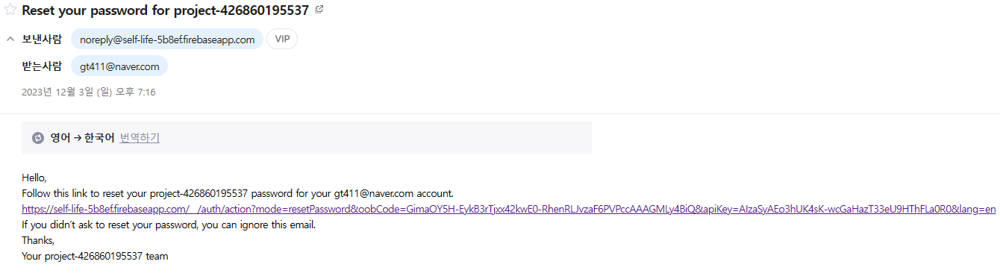 Reset your password for project-426860195537
보낸사람 noreply@self-life-5b8ef.firebaseapp.com VIP
받는사람 gt411@naver.com
2023년 12월 3일 (일) 오후 7:16
영어 → 한국어 번역하기
Hello,
Follow this link to reset your project-426860195537 password for your gt411@naver.com account.
https://self-life-5b8ef.firebaseapp.com/__/auth/action?mode=resetPassword&oobCode=GimaOY5H-EykB3rTjxx42kwE0-RhenRLJvzaF6PVPccAAAGMLy4BiQ&apiKey=AIzaSyAEo3hUK4sK-wcGaHazT33eU9HThFLa0R0&lang=en
If you didn't ask to reset your password, you can ignore this email.
Thanks,
Your project-426860195537 team